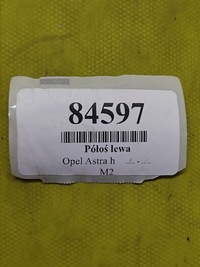 84597
Półoś lewa
Opel Astra h ../.. - ../..
M2